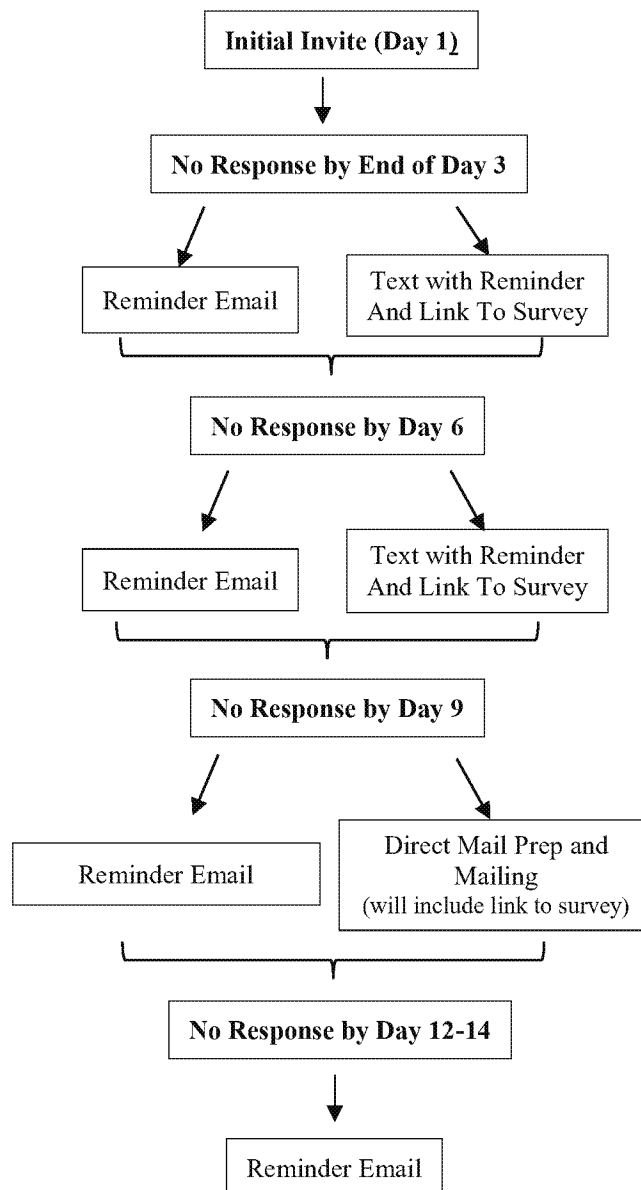 Initial Invite (Day 1)
No Response by End of Day 3
Reminder Email
Text with Reminder
And Link To Survey
No Response by Day 6
Reminder Email
Text with Reminder
And Link To Survey
No Response by Day 9
Reminder Email
Direct Mail Prep and
Mailing
(will include link to survey)
No Response by Day 12-14
Reminder Email